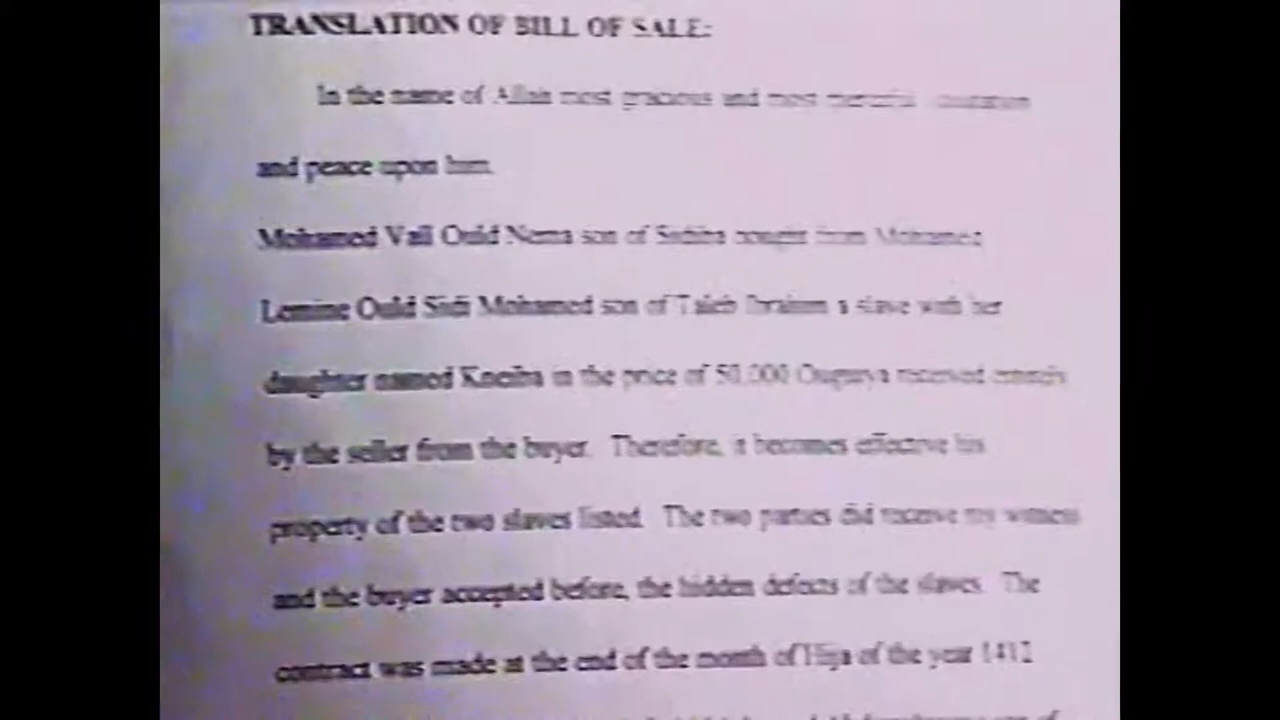 TRANSLATION OF BILL OF SALE:
In the name of Allah most gracious and most merciful
and peace upon him.
Mohamed Vall Ould Nema son of Sidiba bought from Mohamed
Lemine Ould Sidi Mohamed son of Taleb Ibrahim a slave with her
daughter named Kneiba in the price of 50,000 Ouguiya received entirely
by the seller from the buyer. Therefore, it becomes effective his
property of the two slaves listed. The two parties did receive my witness
and the buyer accepted before, the hidden defects of the slaves. The
contract was made at the end of the month of Hija of the year 1412